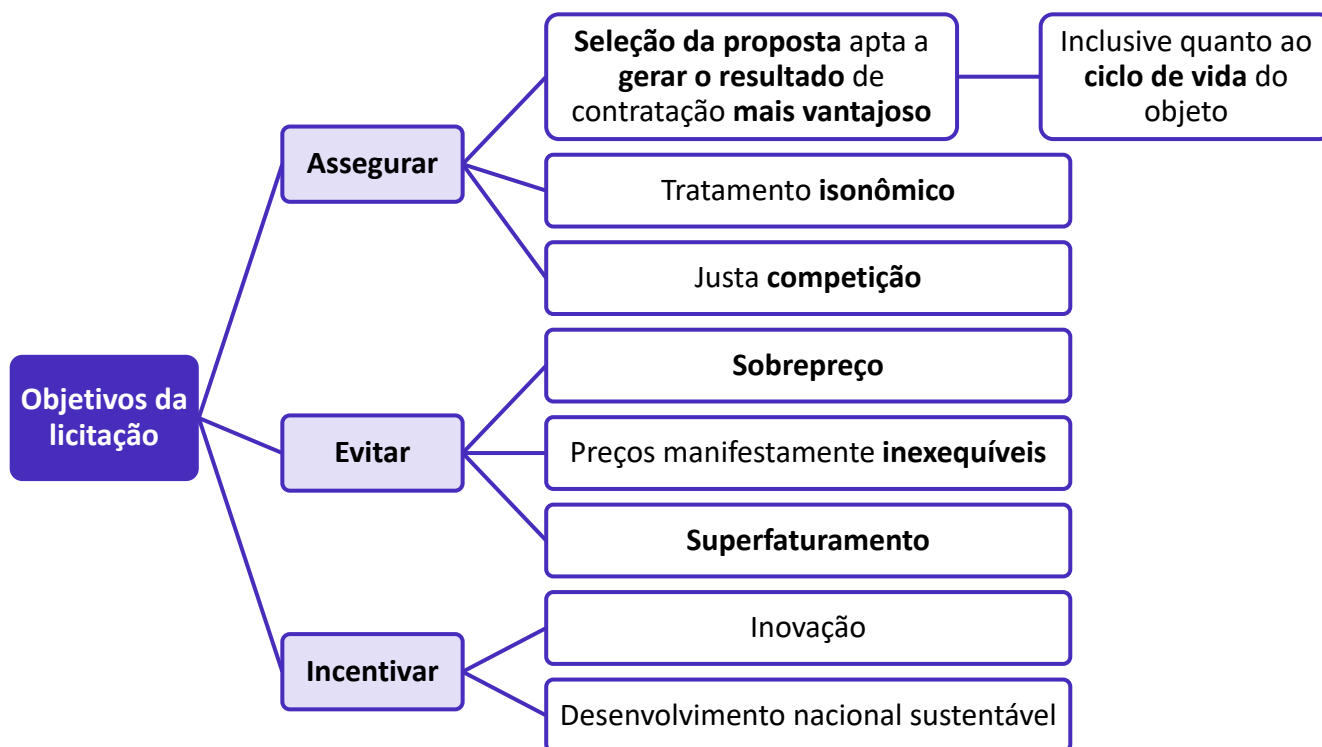 Objetivos da
licitação
Assegurar
Seleção da proposta apta a
gerar o resultado de
contratação mais vantajoso
Inclusive quanto ao
ciclo de vida do
objeto
Tratamento isonômico
Justa competição
Evitar
Sobrepreço
Preços manifestamente inexequíveis
Superfaturamento
Incentivar
Inovação
Desenvolvimento nacional sustentável